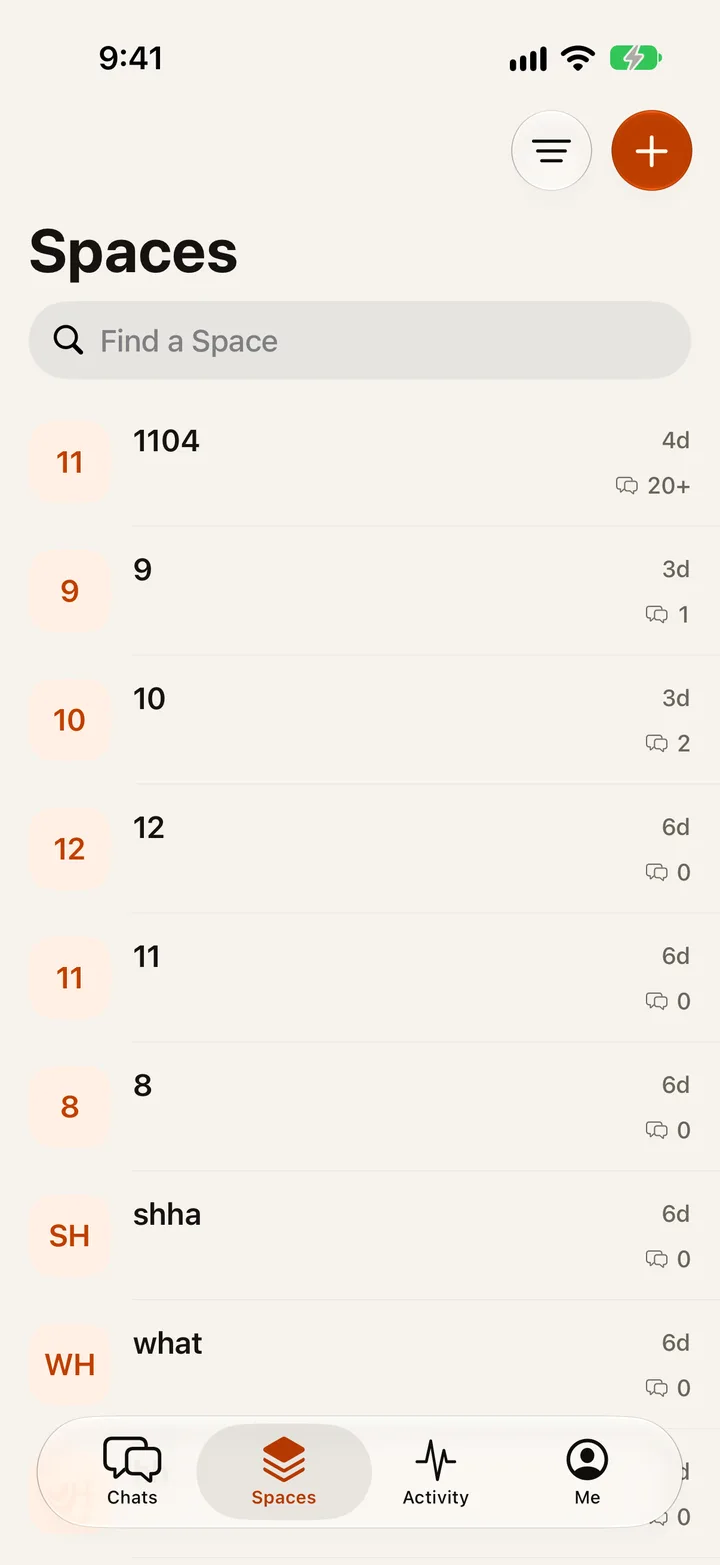 9:41
Spaces
Find a Space
11 1104 4d
20+
9 9 3d
1
10 10 3d
2
12 12 6d
0
11 11 6d
0
8 8 6d
0
SH shha 6d
0
WH what 6d
0
0
Chats Spaces Activity Me